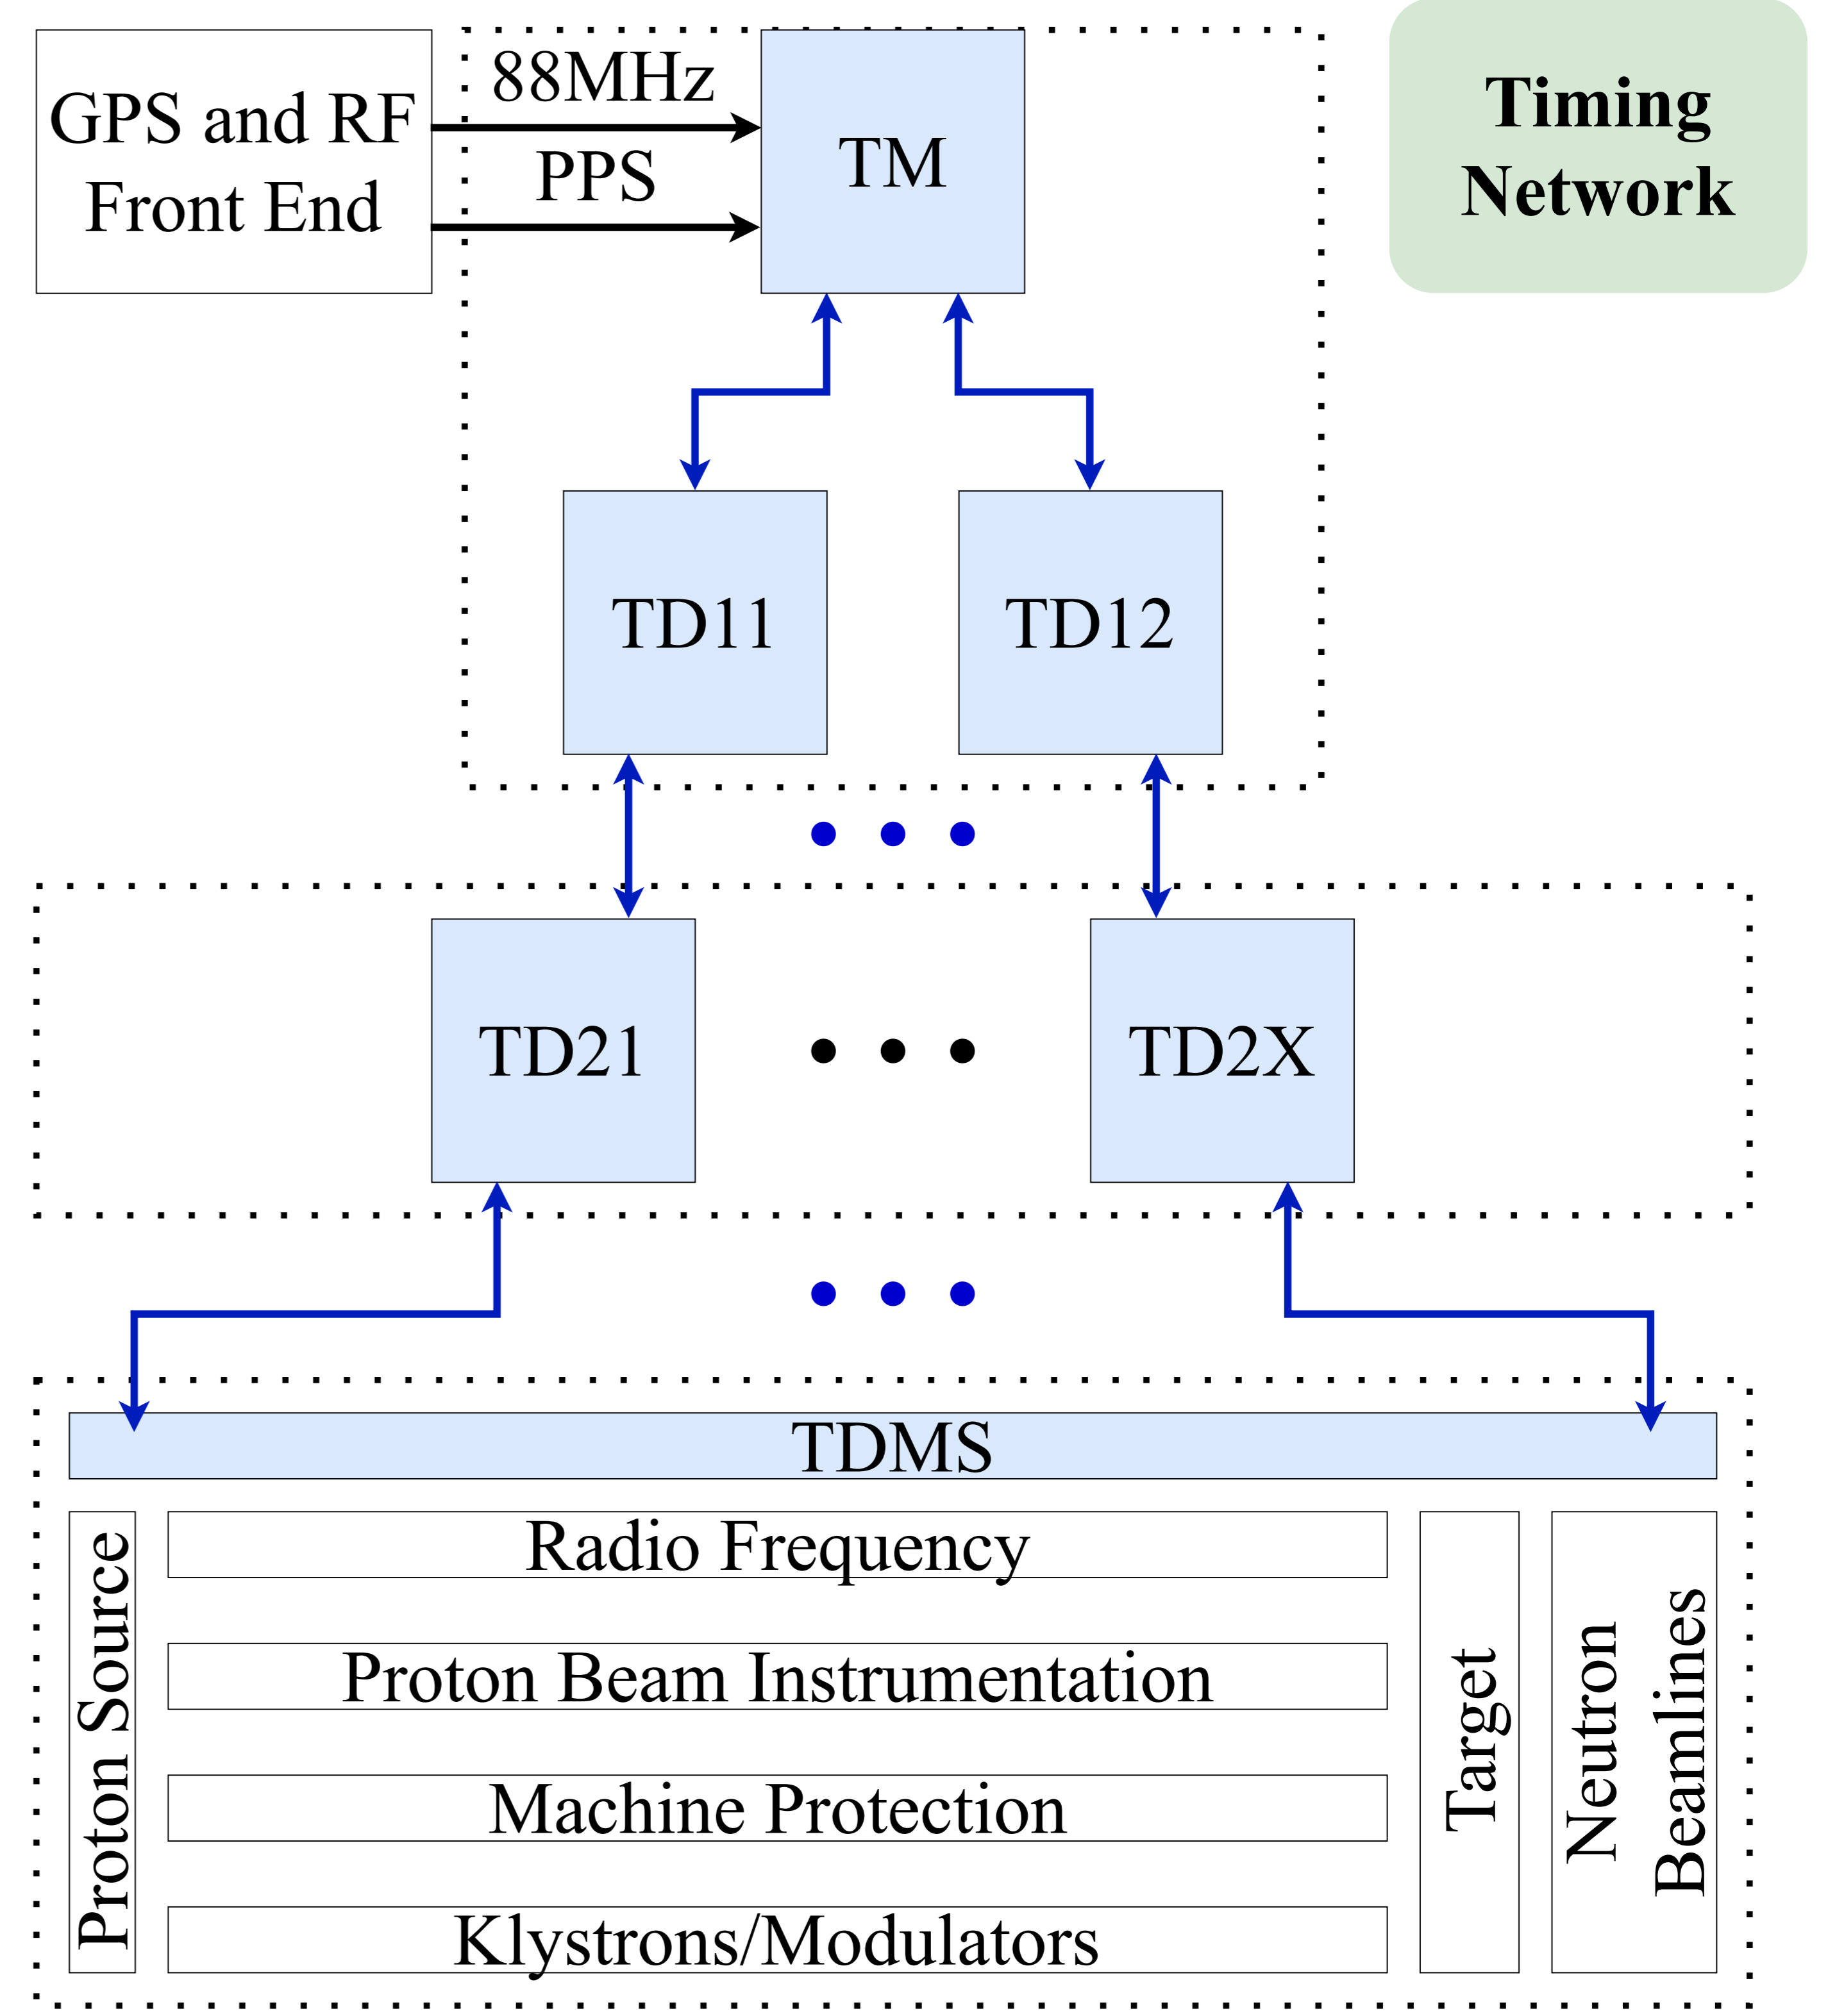 GPS and RF
Front End
88MHz
PPS
TM
Timing
Network
TD11
TD12
TD21
TD2X
TDMS
Proton Source
Radio Frequency
Proton Beam Instrumentation
Machine Protection
Klystrons/Modulators
Target
Neutron
Beamlines